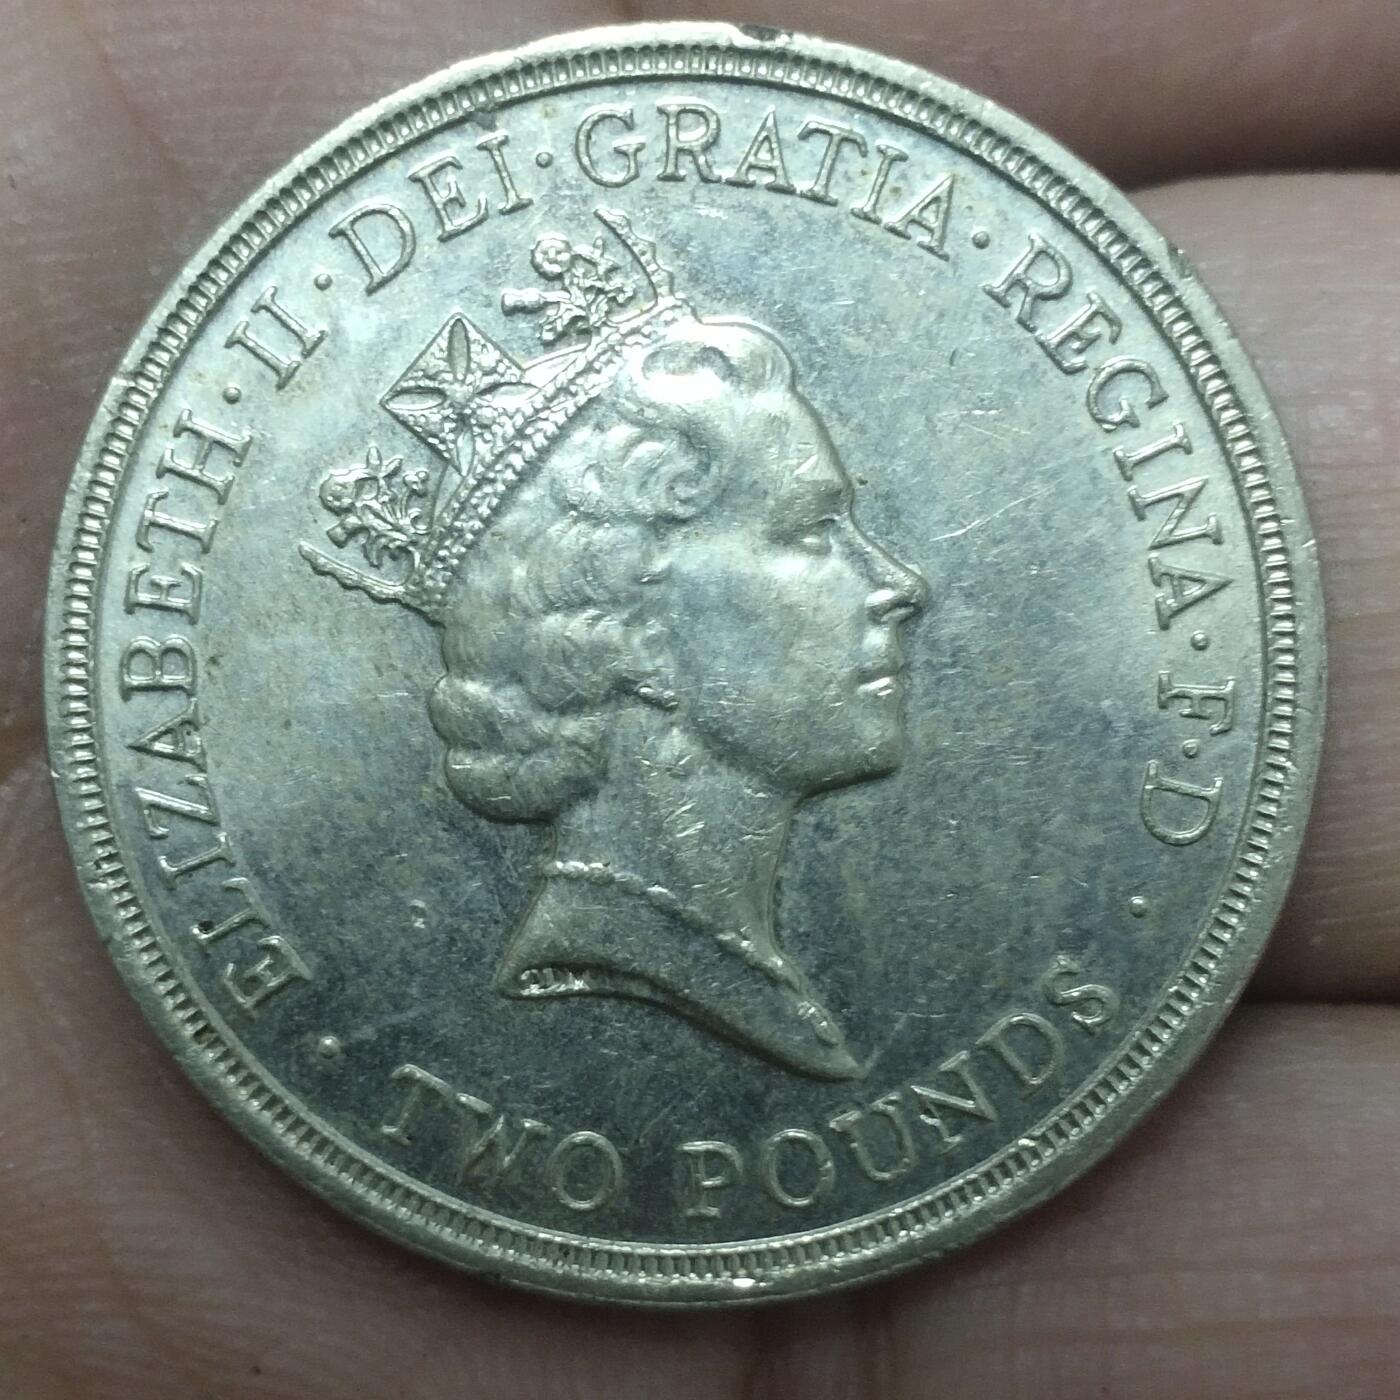 ELIZABETH · II · DEI · GRATIA · REGINA · F · D ·
· TWO POUNDS